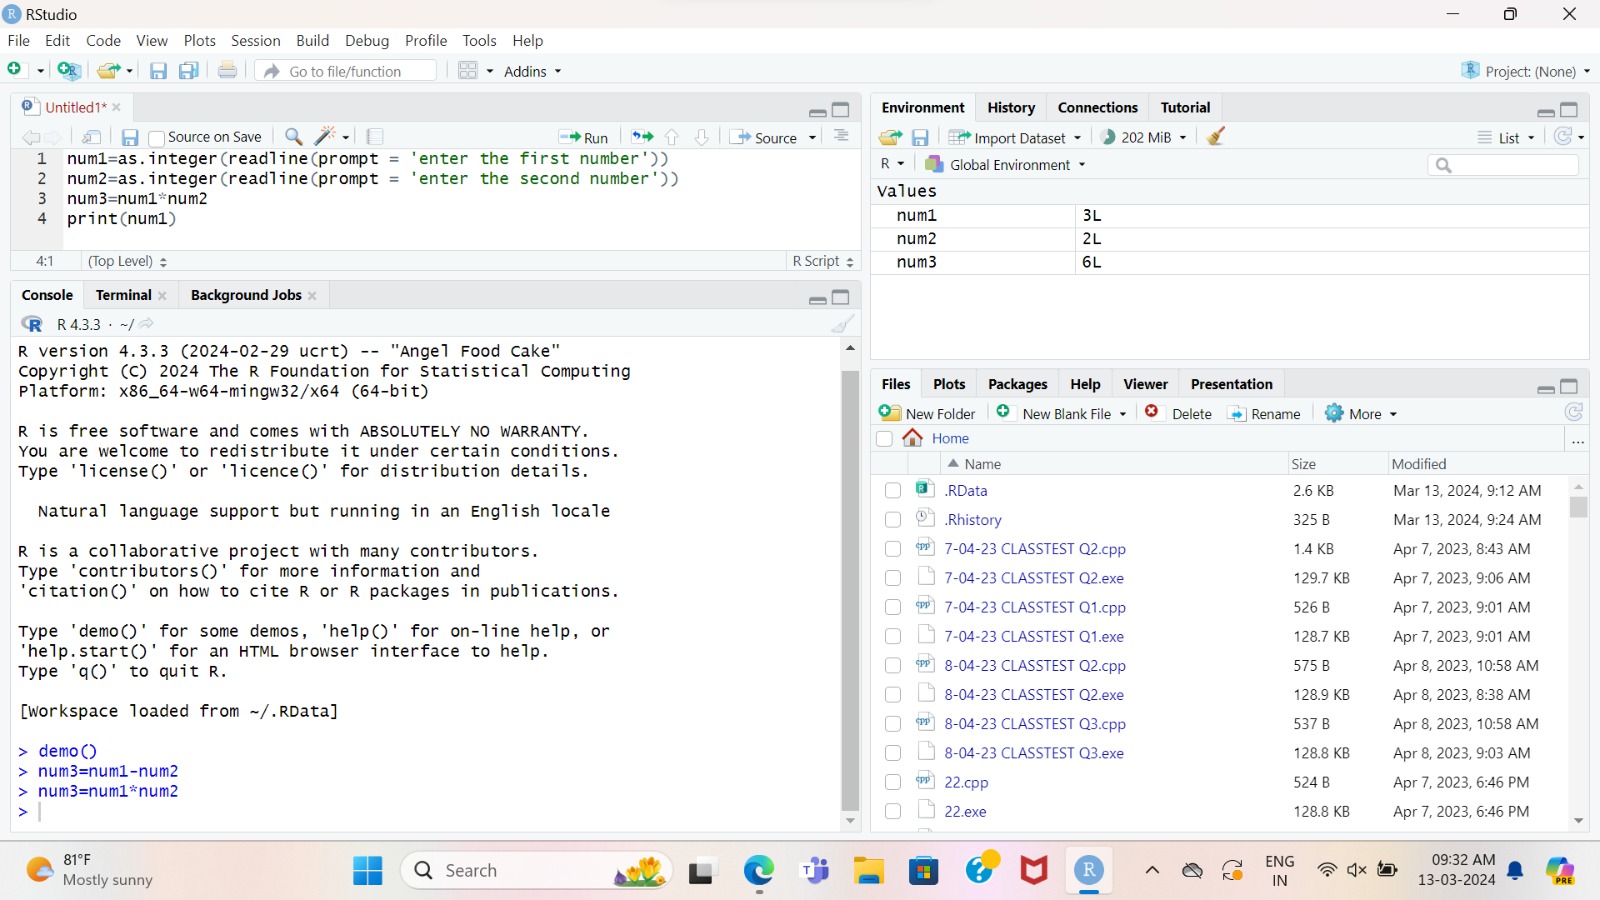 RStudio
File Edit Code View Plots Session Build Debug Profile Tools Help
Go to file/function Addins Project: (None)
Untitled1*
Source on Save Run Source
1 num1=as.integer(readline(prompt = 'enter the first number'))
2 num2=as.integer(readline(prompt = 'enter the second number'))
3 num3=num1*num2
4 print(num1)
4:1 (Top Level) R Script
Console Terminal Background Jobs
R 4.3.3 · ~/
R version 4.3.3 (2024-02-29 ucrt) -- "Angel Food Cake"
Copyright (C) 2024 The R Foundation for Statistical Computing
Platform: x86_64-w64-mingw32/x64 (64-bit)
R is free software and comes with ABSOLUTELY NO WARRANTY.
You are welcome to redistribute it under certain conditions.
Type 'license()' or 'licence()' for distribution details.
Natural language support but running in an English locale
R is a collaborative project with many contributors.
Type 'contributors()' for more information and
'citation()' on how to cite R or R packages in publications.
Type 'demo()' for some demos, 'help()' for on-line help, or
'help.start()' for an HTML browser interface to help.
Type 'q()' to quit R.
[Workspace loaded from ~/.RData]
> demo()
> num3=num1-num2
> num3=num1*num2
>
Environment History Connections Tutorial
Import Dataset 202 MiB List
R Global Environment
Values
num1 3L
num2 2L
num3 6L
Files Plots Packages Help Viewer Presentation
New Folder New Blank File Delete Rename More
Home ...
Name Size Modified
.RData 2.6 KB Mar 13, 2024, 9:12 AM
.Rhistory 325 B Mar 13, 2024, 9:24 AM
7-04-23 CLASSTEST Q2.cpp 1.4 KB Apr 7, 2023, 8:43 AM
7-04-23 CLASSTEST Q2.exe 129.7 KB Apr 7, 2023, 9:06 AM
7-04-23 CLASSTEST Q1.cpp 526 B Apr 7, 2023, 9:01 AM
7-04-23 CLASSTEST Q1.exe 128.7 KB Apr 7, 2023, 9:01 AM
8-04-23 CLASSTEST Q2.cpp 575 B Apr 8, 2023, 10:58 AM
8-04-23 CLASSTEST Q2.exe 128.9 KB Apr 8, 2023, 8:38 AM
8-04-23 CLASSTEST Q3.cpp 537 B Apr 8, 2023, 10:58 AM
8-04-23 CLASSTEST Q3.exe 128.8 KB Apr 8, 2023, 9:03 AM
22.cpp 524 B Apr 7, 2023, 6:46 PM
22.exe 128.8 KB Apr 7, 2023, 6:46 PM
81°F
Mostly sunny
Search
ENG
IN
09:32 AM
13-03-2024
PRE